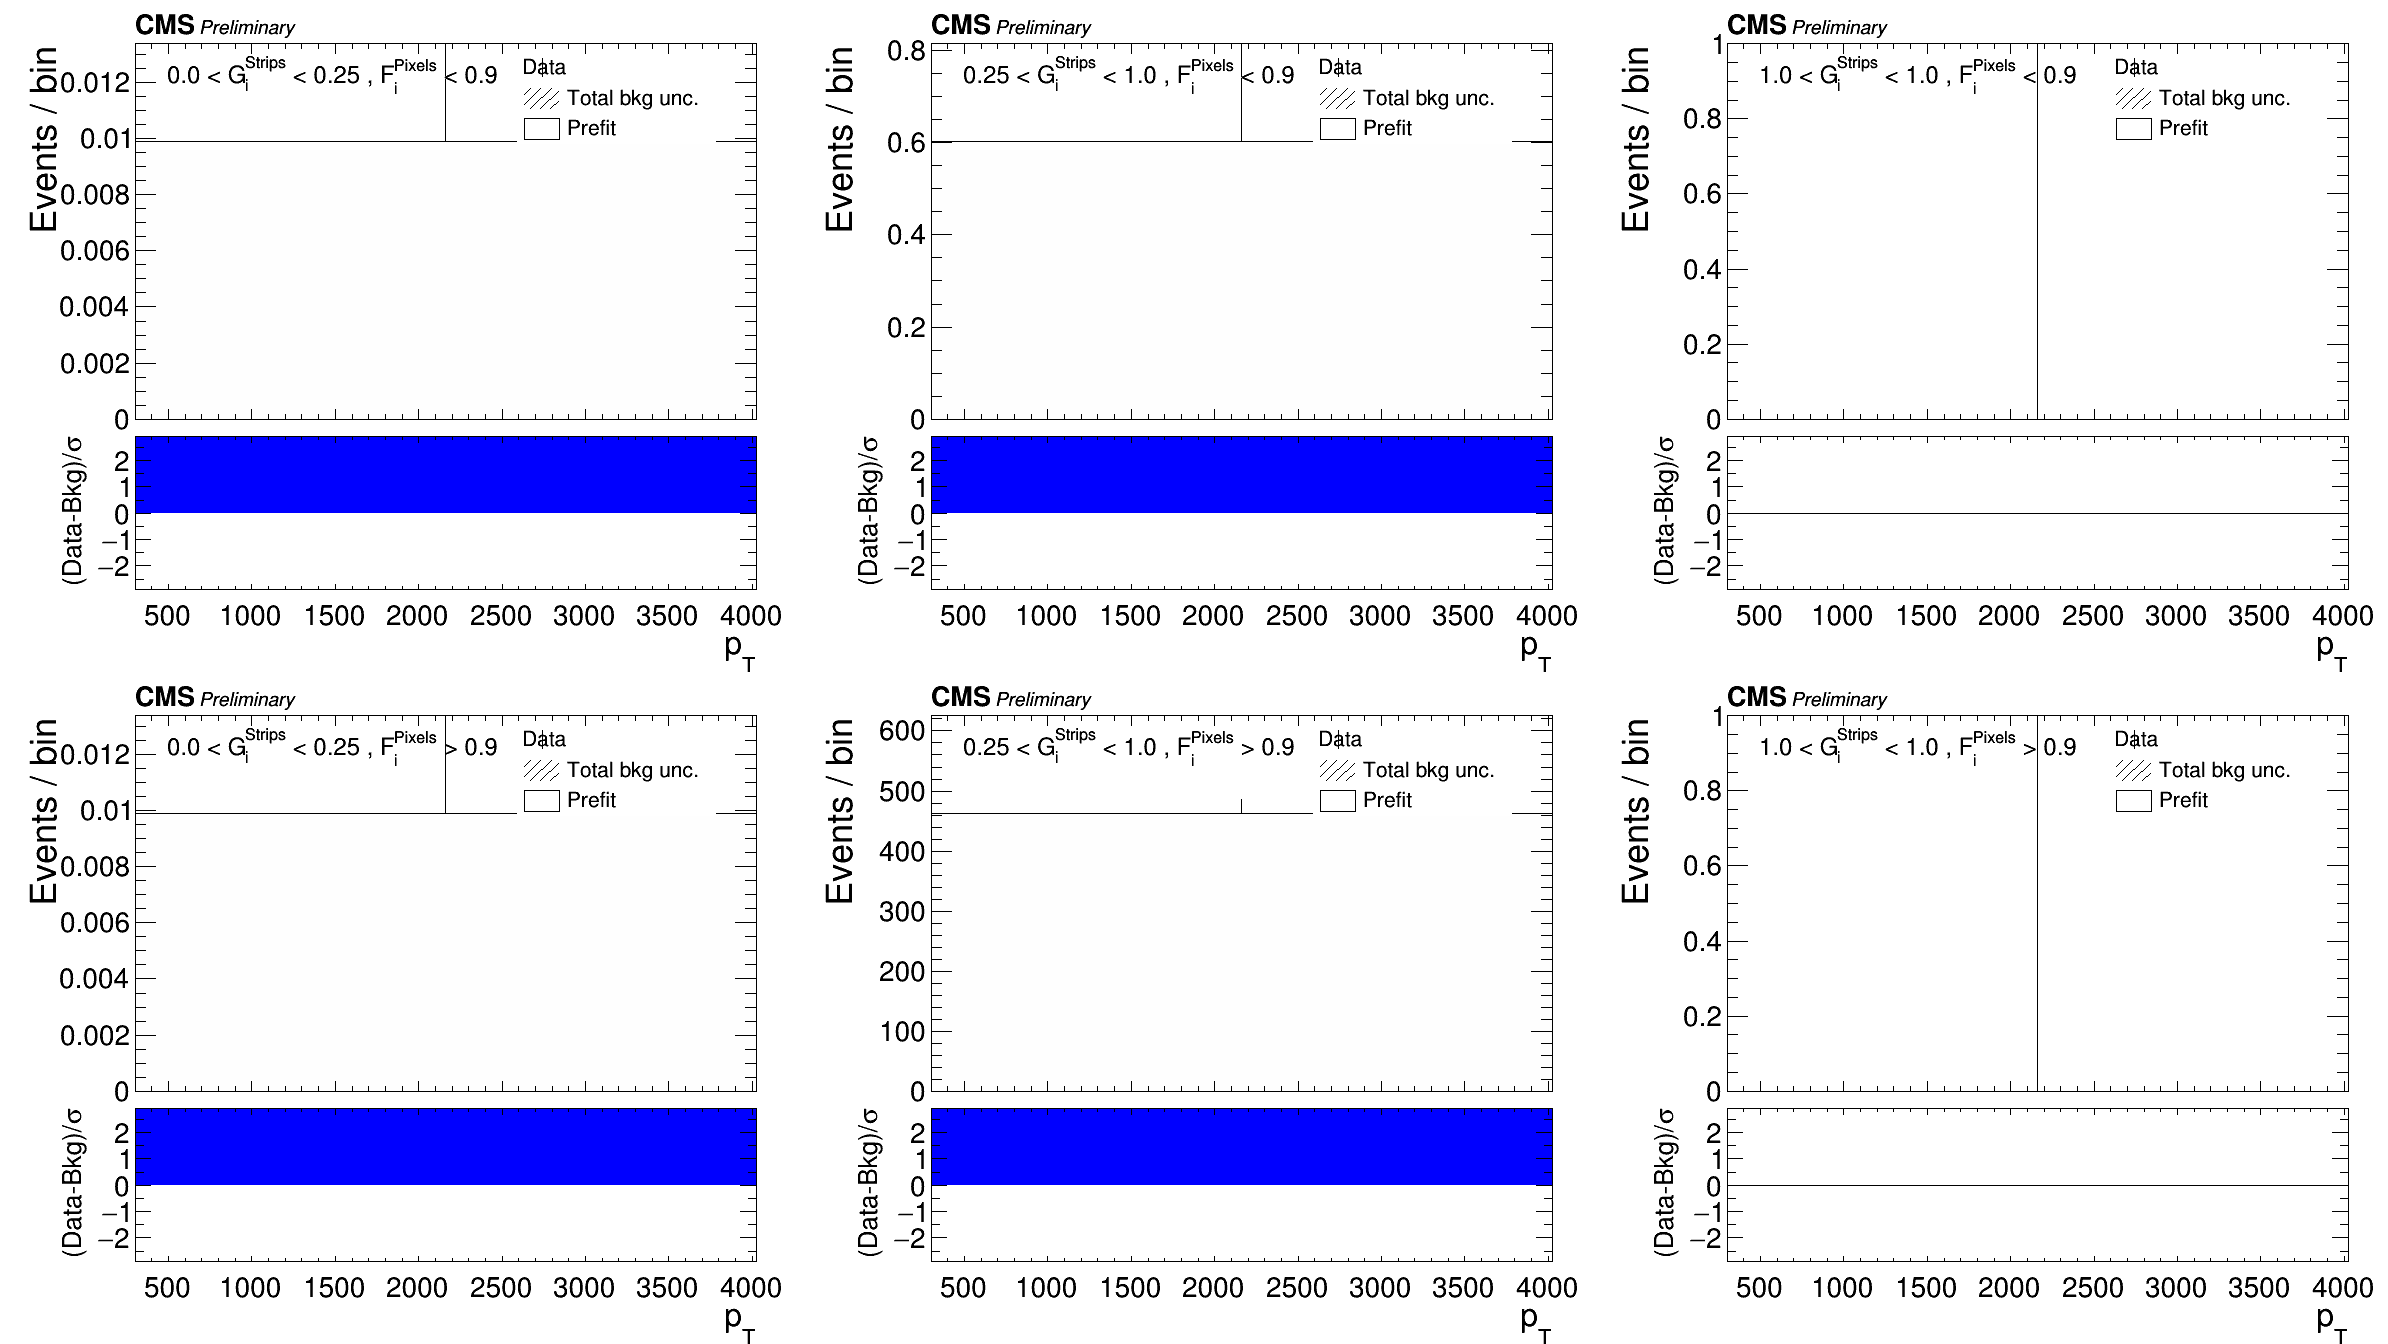 CMS Preliminary
Events / bin
0.0 < G_i^Strips < 0.25 , F_i^Pixels < 0.9
Data
Total bkg unc.
Prefit
0.012
0.01
0.008
0.006
0.004
0.002
0
(Data-Bkg)/σ
2
1
0
−1
−2
500 1000 1500 2000 2500 3000 3500 4000
p_T
CMS Preliminary
Events / bin
0.25 < G_i^Strips < 1.0 , F_i^Pixels < 0.9
Data
Total bkg unc.
Prefit
0.8
0.6
0.4
0.2
0
(Data-Bkg)/σ
2
1
0
−1
−2
500 1000 1500 2000 2500 3000 3500 4000
p_T
CMS Preliminary
Events / bin
1.0 < G_i^Strips < 1.0 , F_i^Pixels < 0.9
Data
Total bkg unc.
Prefit
1
0.8
0.6
0.4
0.2
0
(Data-Bkg)/σ
2
1
0
−1
−2
500 1000 1500 2000 2500 3000 3500 4000
p_T
CMS Preliminary
Events / bin
0.0 < G_i^Strips < 0.25 , F_i^Pixels > 0.9
Data
Total bkg unc.
Prefit
0.012
0.01
0.008
0.006
0.004
0.002
0
(Data-Bkg)/σ
2
1
0
−1
−2
500 1000 1500 2000 2500 3000 3500 4000
p_T
CMS Preliminary
Events / bin
0.25 < G_i^Strips < 1.0 , F_i^Pixels > 0.9
Data
Total bkg unc.
Prefit
600
500
400
300
200
100
0
(Data-Bkg)/σ
2
1
0
−1
−2
500 1000 1500 2000 2500 3000 3500 4000
p_T
CMS Preliminary
Events / bin
1.0 < G_i^Strips < 1.0 , F_i^Pixels > 0.9
Data
Total bkg unc.
Prefit
1
0.8
0.6
0.4
0.2
0
(Data-Bkg)/σ
2
1
0
−1
−2
500 1000 1500 2000 2500 3000 3500 4000
p_T